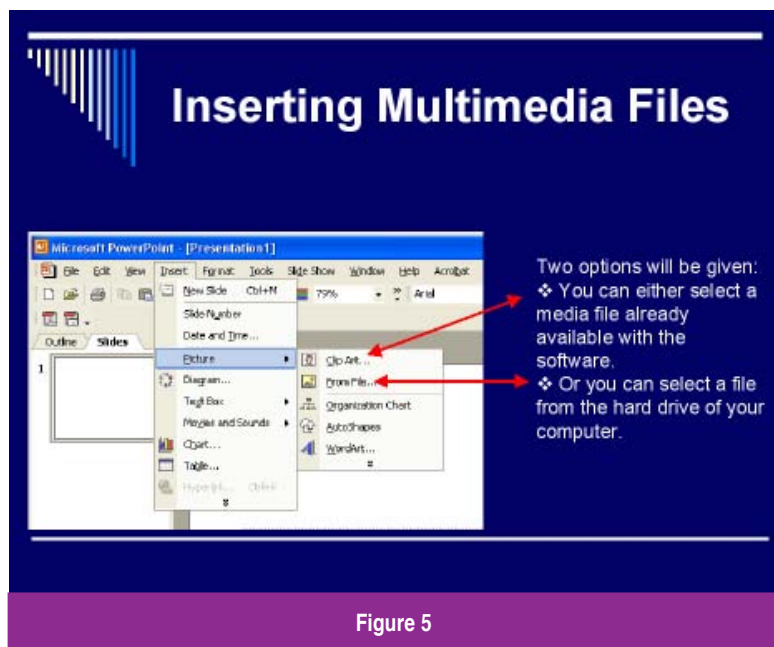 Inserting Multimedia Files
Microsoft PowerPoint - [Presentation1]
File Edit View Insert Format Tools Slide Show Window Help Acrobat
New Slide Ctrl+M
79%
Arial
Slide Number
Date and Time...
Outline Slides
1
Picture
Diagram...
Text Box
Movies and Sounds
Chart...
Table...
Hyperlink...
Clip Art...
From File...
Organization Chart
AutoShapes
WordArt...
Two options will be given:
❖ You can either select a
media file already
available with the
software.
❖ Or you can select a file
from the hard drive of your
computer.
Figure 5